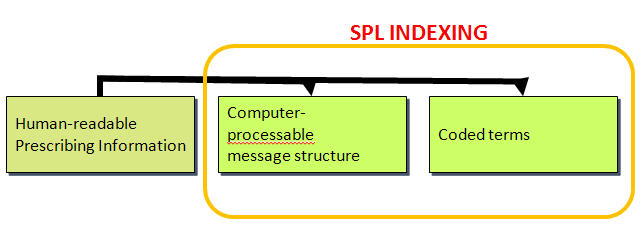 SPL INDEXING
Human-readable
Prescribing Information
Computer-
processable
message structure
Coded terms